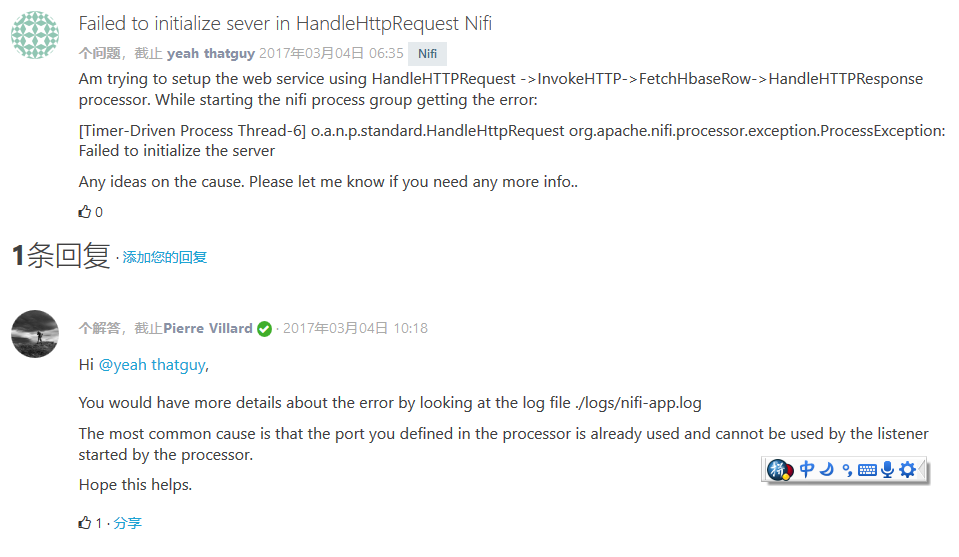 Failed to initialize sever in HandleHttpRequest Nifi
个问题，截止 yeah thatguy 2017年03月04日 06:35 Nifi
Am trying to setup the web service using HandleHTTPRequest ->InvokeHTTP->FetchHbaseRow->HandleHTTPResponse
processor. While starting the nifi process group getting the error:
[Timer-Driven Process Thread-6] o.a.n.p.standard.HandleHttpRequest org.apache.nifi.processor.exception.ProcessException:
Failed to initialize the server
Any ideas on the cause. Please let me know if you need any more info..
0
1条回复 · 添加您的回复
个解答，截止Pierre Villard · 2017年03月04日 10:18
Hi @yeah thatguy,
You would have more details about the error by looking at the log file ./logs/nifi-app.log
The most common cause is that the port you defined in the processor is already used and cannot be used by the listener
started by the processor.
拼 中
Hope this helps.
1 · 分享